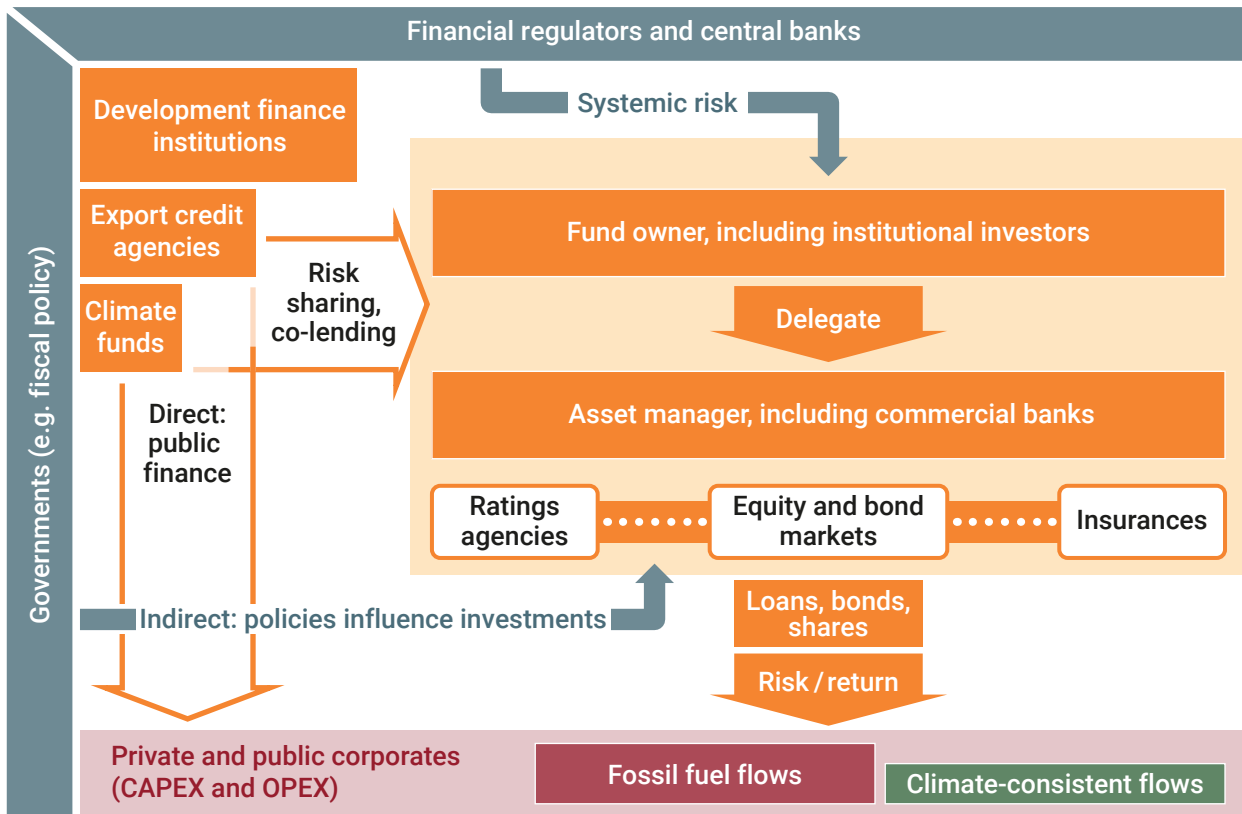 Financial regulators and central banks
Governments (e.g. fiscal policy)
Development finance
institutions
Systemic risk
Export credit
agencies
Climate
funds
Risk
sharing,
co-lending
Direct:
public
finance
Fund owner, including institutional investors
Delegate
Asset manager, including commercial banks
Ratings
agencies
Equity and bond
markets
Insurances
Indirect: policies influence investments
Loans, bonds,
shares
Risk / return
Private and public corporates
(CAPEX and OPEX)
Fossil fuel flows
Climate-consistent flows